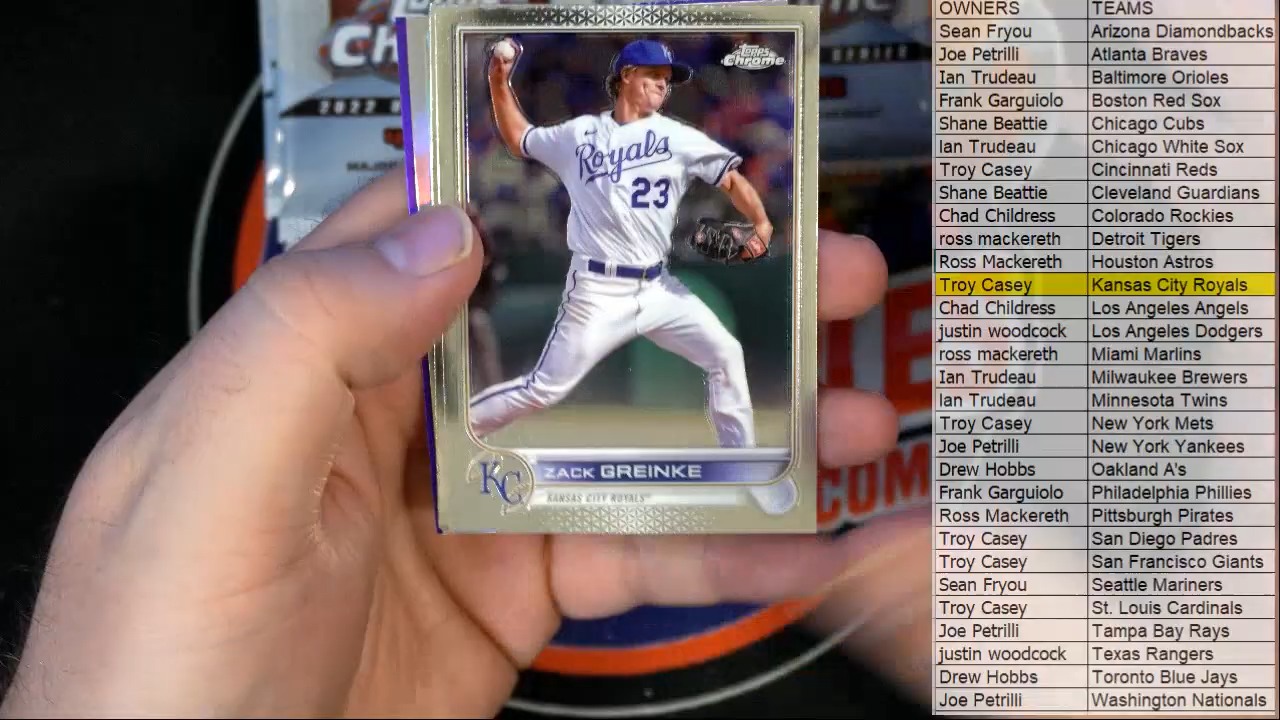 CH
2022
SERIES
Topps
Chrome
Royals
23
KC
ZACK GREINKE
KANSAS CITY ROYALS
COM
OWNERS TEAMS
Sean Fryou Arizona Diamondbacks
Joe Petrilli Atlanta Braves
Ian Trudeau Baltimore Orioles
Frank Garguiolo Boston Red Sox
Shane Beattie Chicago Cubs
Ian Trudeau Chicago White Sox
Troy Casey Cincinnati Reds
Shane Beattie Cleveland Guardians
Chad Childress Colorado Rockies
ross mackereth Detroit Tigers
Ross Mackereth Houston Astros
Troy Casey Kansas City Royals
Chad Childress Los Angeles Angels
justin woodcock Los Angeles Dodgers
ross mackereth Miami Marlins
Ian Trudeau Milwaukee Brewers
Ian Trudeau Minnesota Twins
Troy Casey New York Mets
Joe Petrilli New York Yankees
Drew Hobbs Oakland A's
Frank Garguiolo Philadelphia Phillies
Ross Mackereth Pittsburgh Pirates
Troy Casey San Diego Padres
Troy Casey San Francisco Giants
Sean Fryou Seattle Mariners
Troy Casey St. Louis Cardinals
Joe Petrilli Tampa Bay Rays
justin woodcock Texas Rangers
Drew Hobbs Toronto Blue Jays
Joe Petrilli Washington Nationals